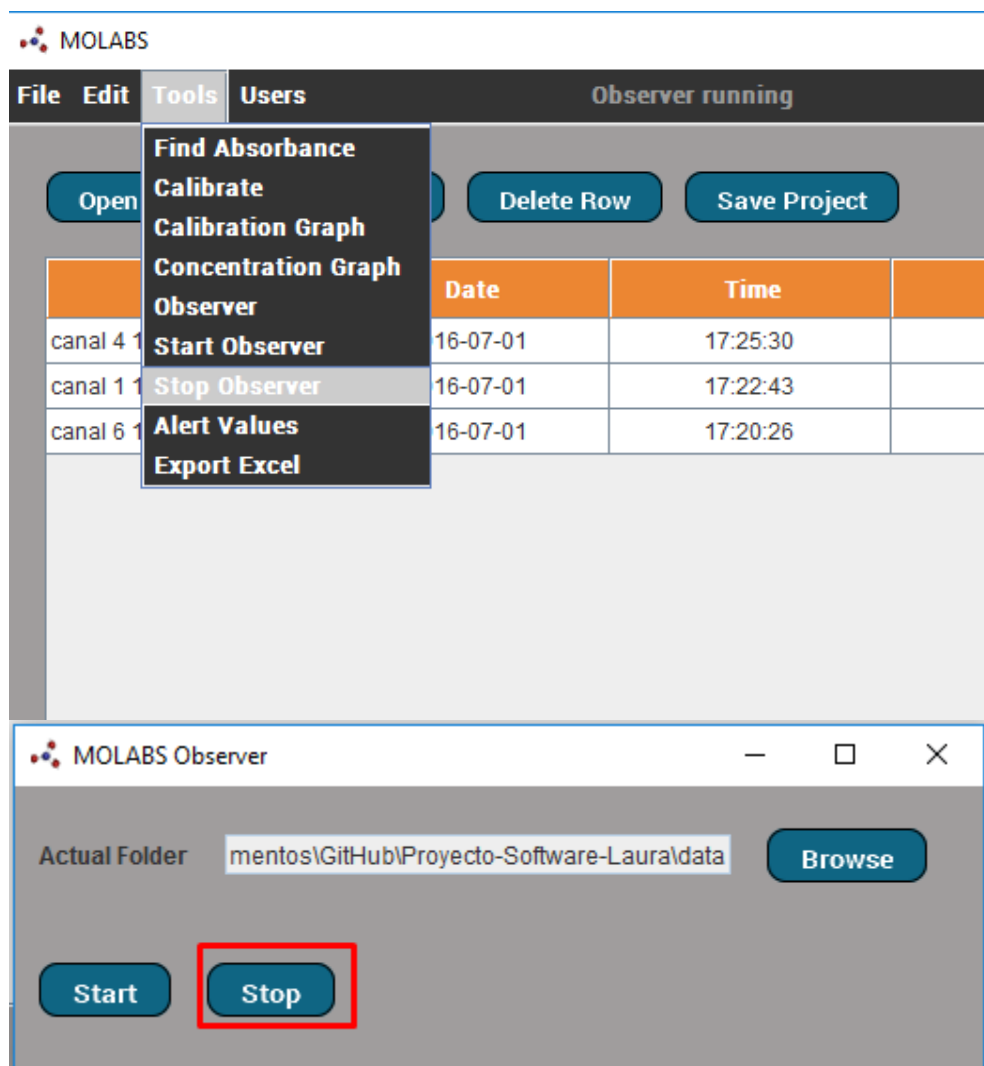 MOLABS
File Edit Tools Users Observer running
Find Absorbance
Calibrate
Calibration Graph
Concentration Graph
Observer
Start Observer
Stop Observer
Alert Values
Export Excel
Open Delete Row Save Project
Date Time
canal 4 1 16-07-01 17:25:30
canal 1 1 16-07-01 17:22:43
canal 6 1 16-07-01 17:20:26
MOLABS Observer
Actual Folder mentos\GitHub\Proyecto-Software-Laura\data Browse
Start Stop